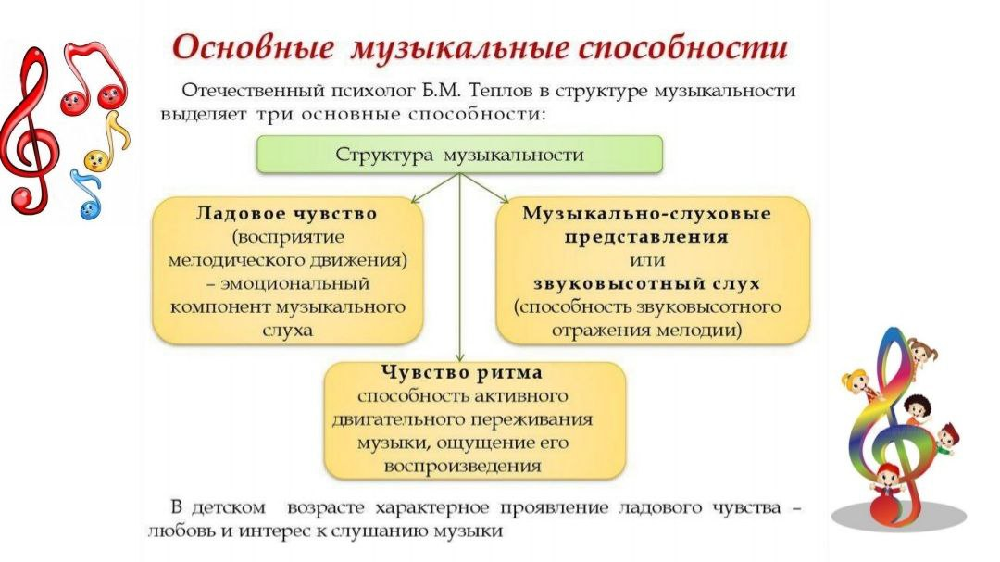 Основные музыкальные способности
Отечественный психолог Б.М. Теплов в структуре музыкальности
выделяет три основные способности:
Структура музыкальности
Ладовое чувство
(восприятие
мелодического движения)
– эмоциональный
компонент музыкального
слуха
Музыкально-слуховые
представления
или
звуковысотный слух
(способность звуковысотного
отражения мелодии)
Чувство ритма
способность активного
двигательного переживания
музыки, ощущение его
воспроизведения
В детском возрасте характерное проявление ладового чувства –
любовь и интерес к слушанию музыки